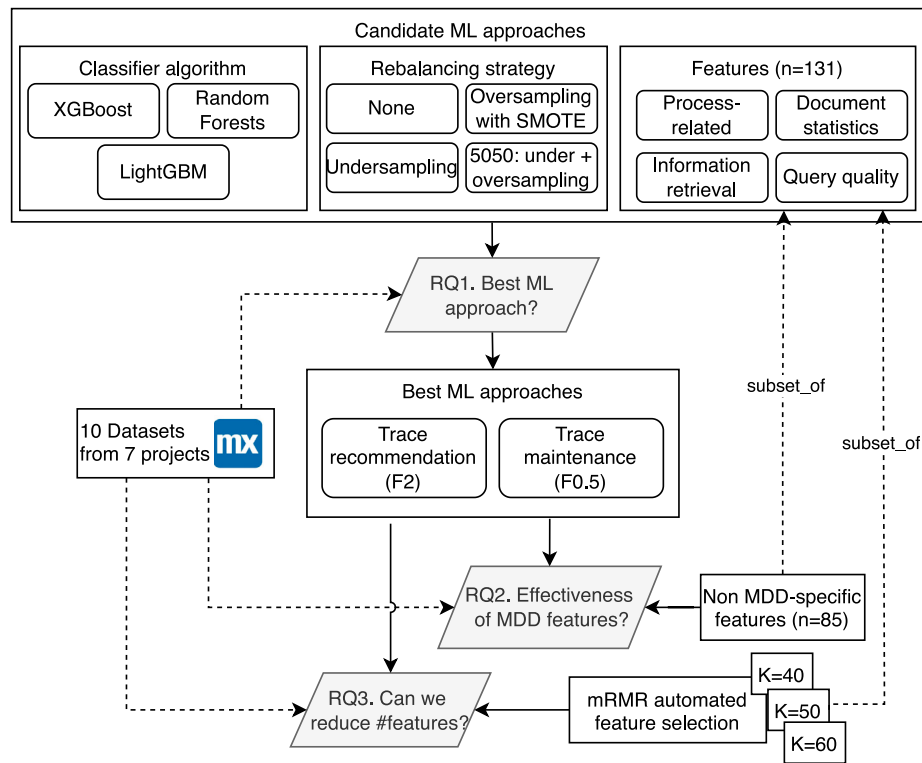 Candidate ML approaches
Classifier algorithm
XGBoost
Random
Forests
LightGBM
Rebalancing strategy
None
Oversampling
with SMOTE
Undersampling
5050: under +
oversampling
Features (n=131)
Process-
related
Document
statistics
Information
retrieval
Query quality
RQ1. Best ML
approach?
subset_of
subset_of
Best ML approaches
Trace
recommendation
(F2)
Trace
maintenance
(F0.5)
10 Datasets
from 7 projects
mx
RQ2. Effectiveness
of MDD features?
Non MDD-specific
features (n=85)
RQ3. Can we
reduce #features?
mRMR automated
feature selection
K=40
K=50
K=60